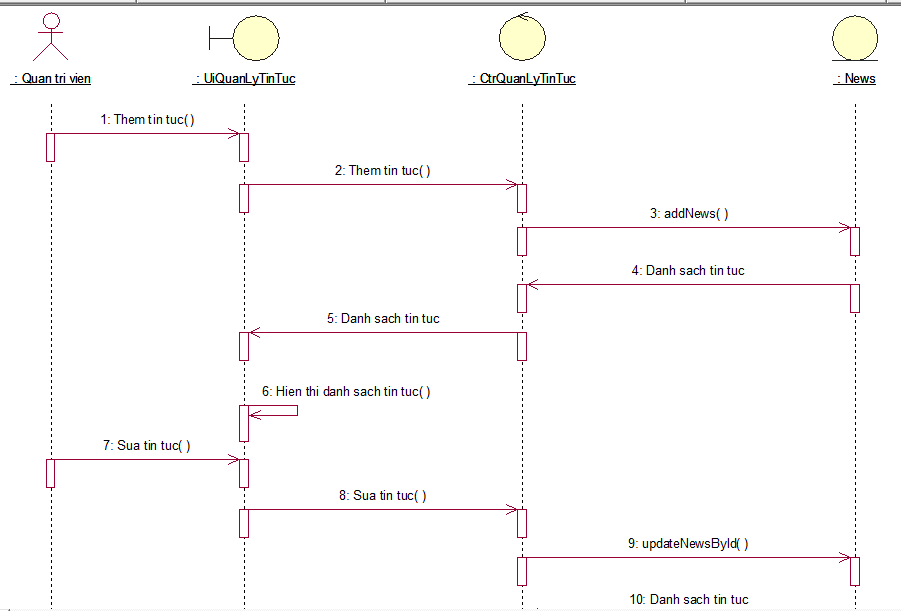 : Quan tri vien
: UiQuanLyTinTuc
: CtrQuanLyTinTuc
: News
1: Them tin tuc( )
2: Them tin tuc( )
3: addNews( )
4: Danh sach tin tuc
5: Danh sach tin tuc
6: Hien thi danh sach tin tuc( )
7: Sua tin tuc( )
8: Sua tin tuc( )
9: updateNewsById( )
10: Danh sach tin tuc